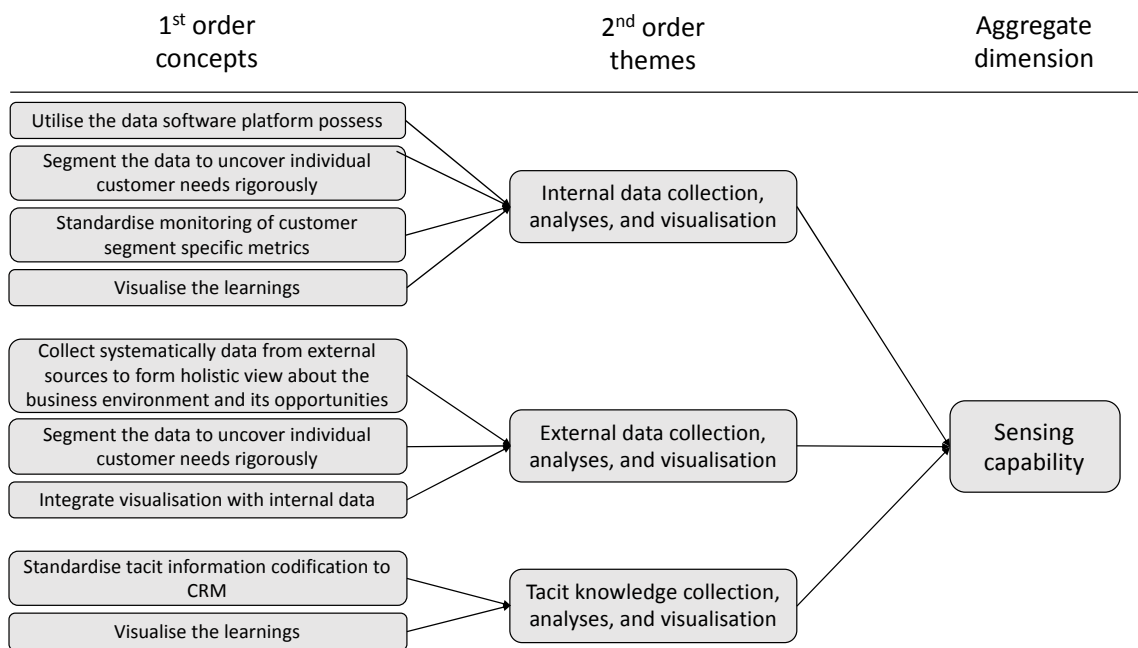 1st order
concepts
2nd order
themes
Aggregate
dimension
Utilise the data software platform possess
Segment the data to uncover individual
customer needs rigorously
Standardise monitoring of customer
segment specific metrics
Visualise the learnings
Internal data collection,
analyses, and visualisation
Collect systematically data from external
sources to form holistic view about the
business environment and its opportunities
Segment the data to uncover individual
customer needs rigorously
Integrate visualisation with internal data
External data collection,
analyses, and visualisation
Standardise tacit information codification to
CRM
Visualise the learnings
Tacit knowledge collection,
analyses, and visualisation
Sensing
capability